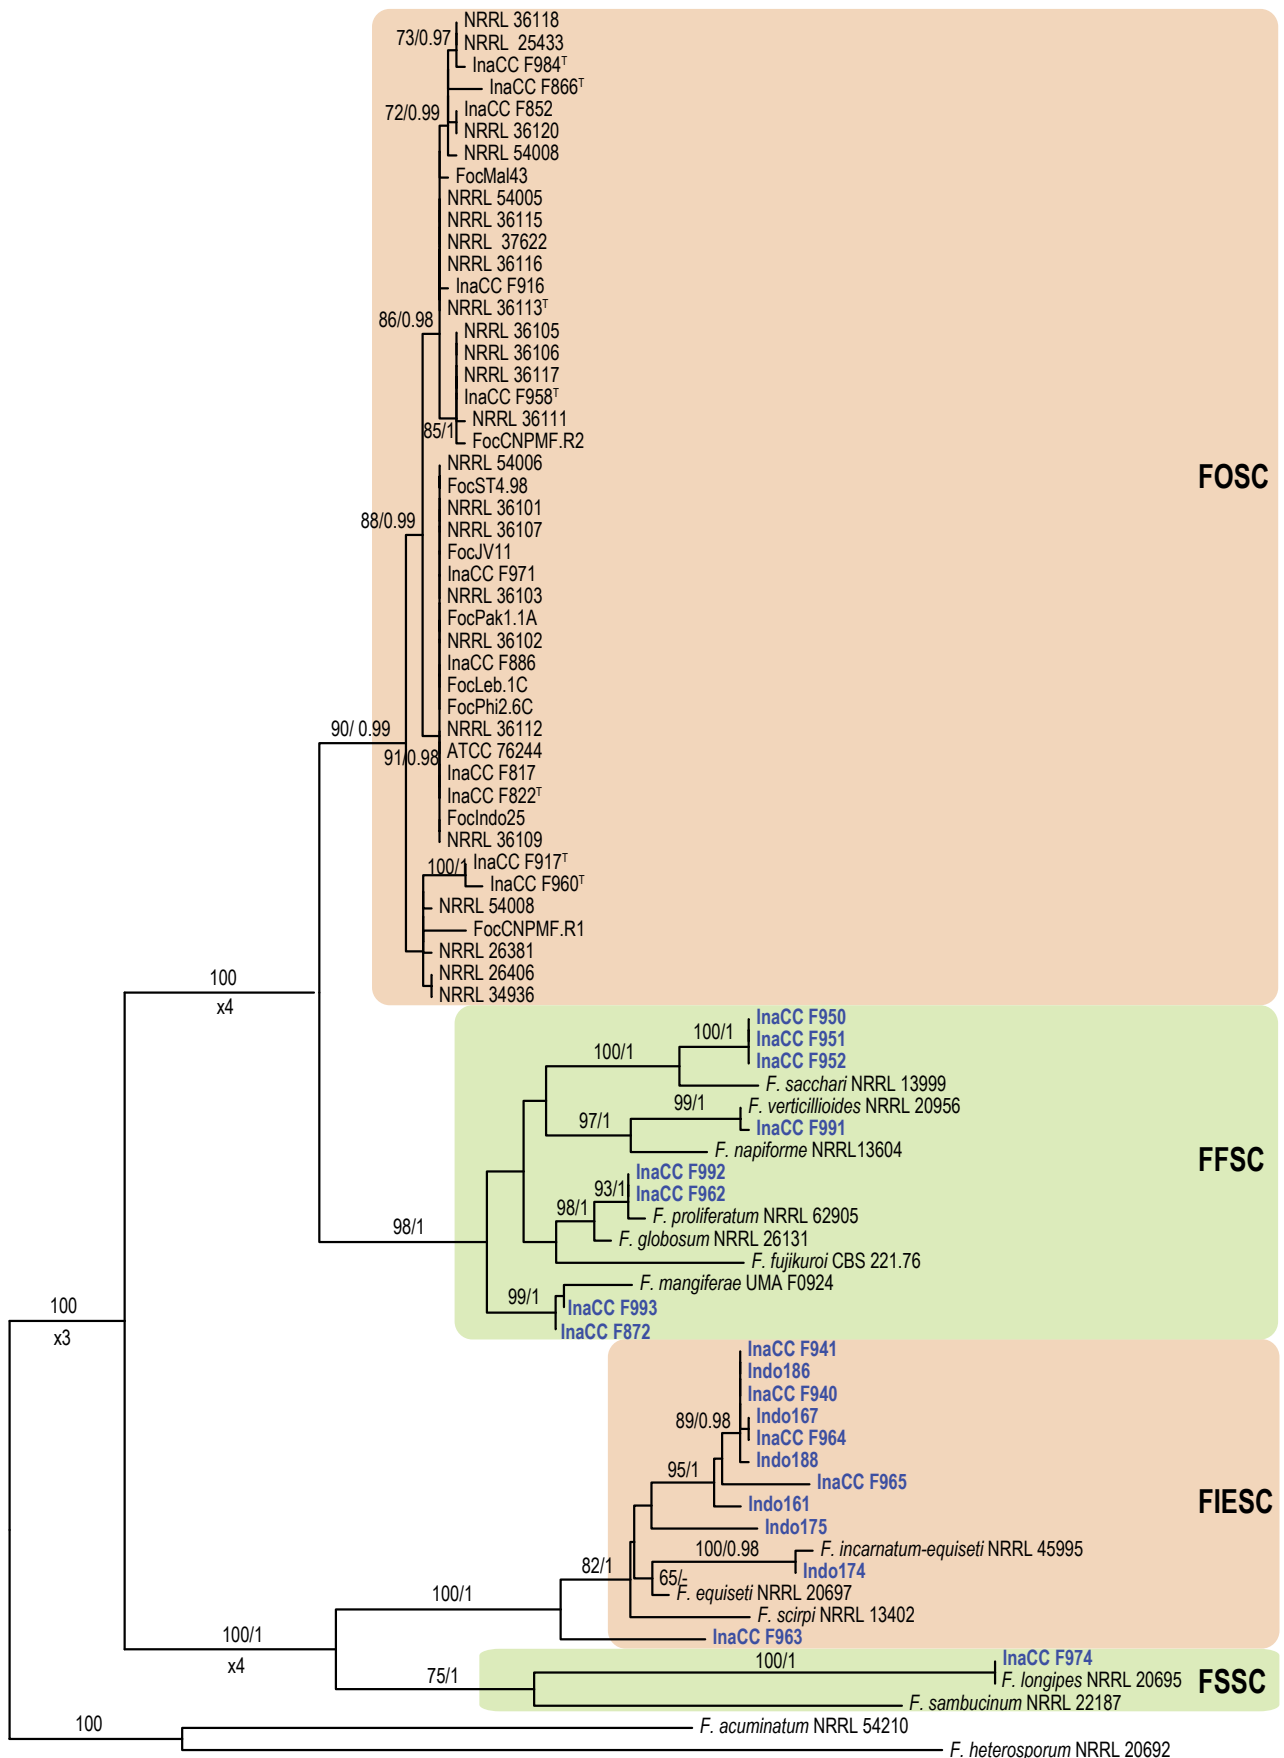 NRRL 36118
73/0.97
NRRL 25433
InaCC F984ᵀ
InaCC F866ᵀ
72/0.99
InaCC F852
NRRL 36120
NRRL 54008
FocMal43
NRRL 54005
NRRL 36115
NRRL 37622
NRRL 36116
InaCC F916
NRRL 36113ᵀ
86/0.98
NRRL 36105
NRRL 36106
NRRL 36117
InaCC F958ᵀ
NRRL 36111
85/1
FocCNPMF.R2
NRRL 54006
FOSC
FocST4.98
NRRL 36101
88/0.99
NRRL 36107
FocJV11
InaCC F971
NRRL 36103
FocPak1.1A
NRRL 36102
InaCC F886
FocLeb.1C
FocPhi2.6C
90/ 0.99
NRRL 36112
91/0.98
ATCC 76244
InaCC F817
InaCC F822ᵀ
FocIndo25
NRRL 36109
100/1
InaCC F917ᵀ
InaCC F960ᵀ
NRRL 54008
FocCNPMF.R1
NRRL 26381
100
x4
NRRL 26406
NRRL 34936
InaCC F950
100/1
InaCC F951
100/1
InaCC F952
F. sacchari NRRL 13999
99/1
F. verticillioides NRRL 20956
97/1
InaCC F991
F. napiforme NRRL13604
FFSC
InaCC F992
93/1
InaCC F962
98/1
F. proliferatum NRRL 62905
98/1
F. globosum NRRL 26131
F. fujikuroi CBS 221.76
F. mangiferae UMA F0924
99/1
InaCC F993
100
x3
InaCC F872
InaCC F941
Indo186
InaCC F940
89/0.98
Indo167
InaCC F964
Indo188
95/1
InaCC F965
FIESC
Indo161
Indo175
100/0.98
F. incarnatum-equiseti NRRL 45995
82/1
Indo174
65/-
F. equiseti NRRL 20697
100/1
F. scirpi NRRL 13402
InaCC F963
100/1
x4
100/1
InaCC F974
75/1
F. longipes NRRL 20695
FSSC
F. sambucinum NRRL 22187
100
F. acuminatum NRRL 54210
F. heterosporum NRRL 20692